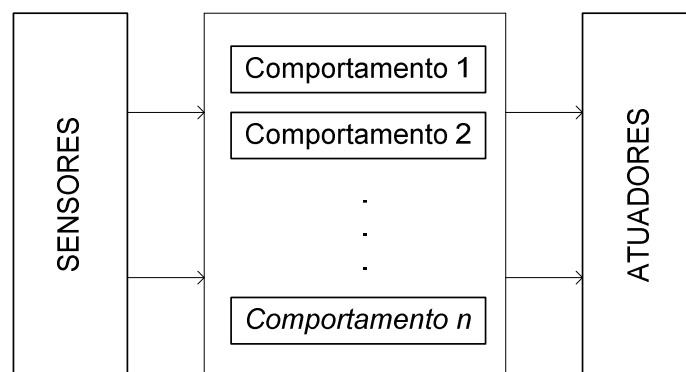 SENSORES
Comportamento 1
Comportamento 2
.
.
.
Comportamento n
ATUADORES